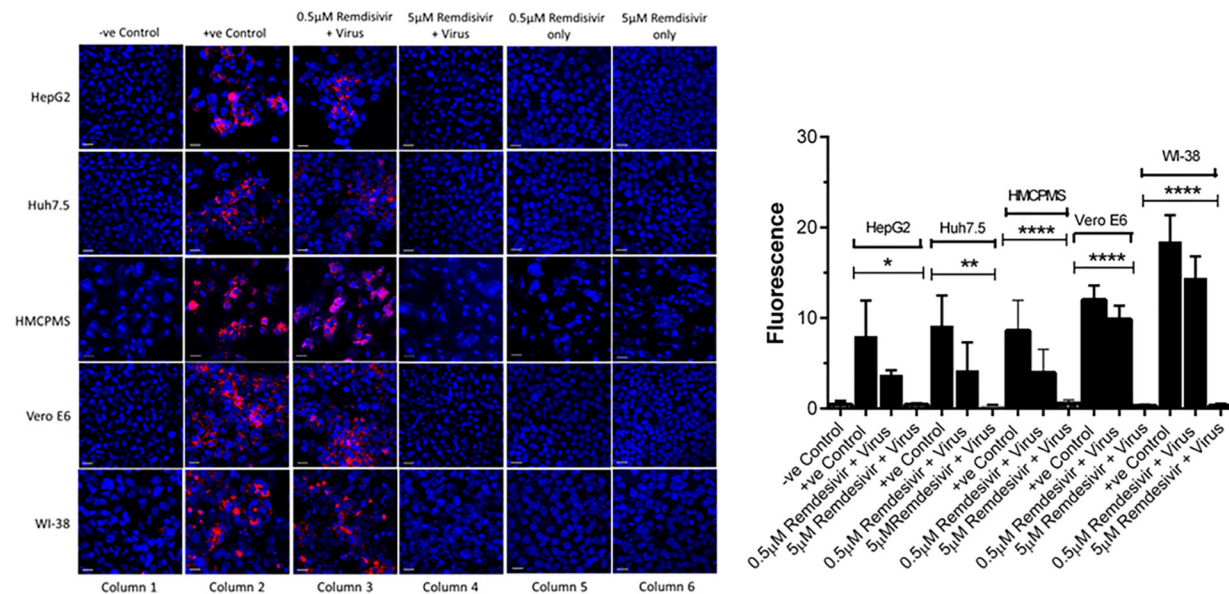 -ve Control
+ve Control
0.5µM Remdisivir
+ Virus
5µM Remdisivir
+ Virus
0.5µM Remdisivir
only
5µM Remdisivir
only
HepG2
Huh7.5
HMCPMS
Vero E6
WI-38
Column 1
Column 2
Column 3
Column 4
Column 5
Column 6
Fluorescence
30
20
10
0
HepG2
*
Huh7.5
**
HMCPMS
****
Vero E6
****
WI-38
****
-ve Control
+ve Control
0.5µM Remdesivir + Virus
5µM Remdesivir + Virus
+ve Control
0.5µM Remdesivir + Virus
5µMRemdesivir + Virus
+ve Control
0.5µM Remdesivir + Virus
5µM Remdesivir + Virus
+ve Control
0.5µM Remdesivir + Virus
5µM Remdesivir + Virus
+ve Control
0.5µM Remdesivir + Virus
5µM Remdesivir + Virus